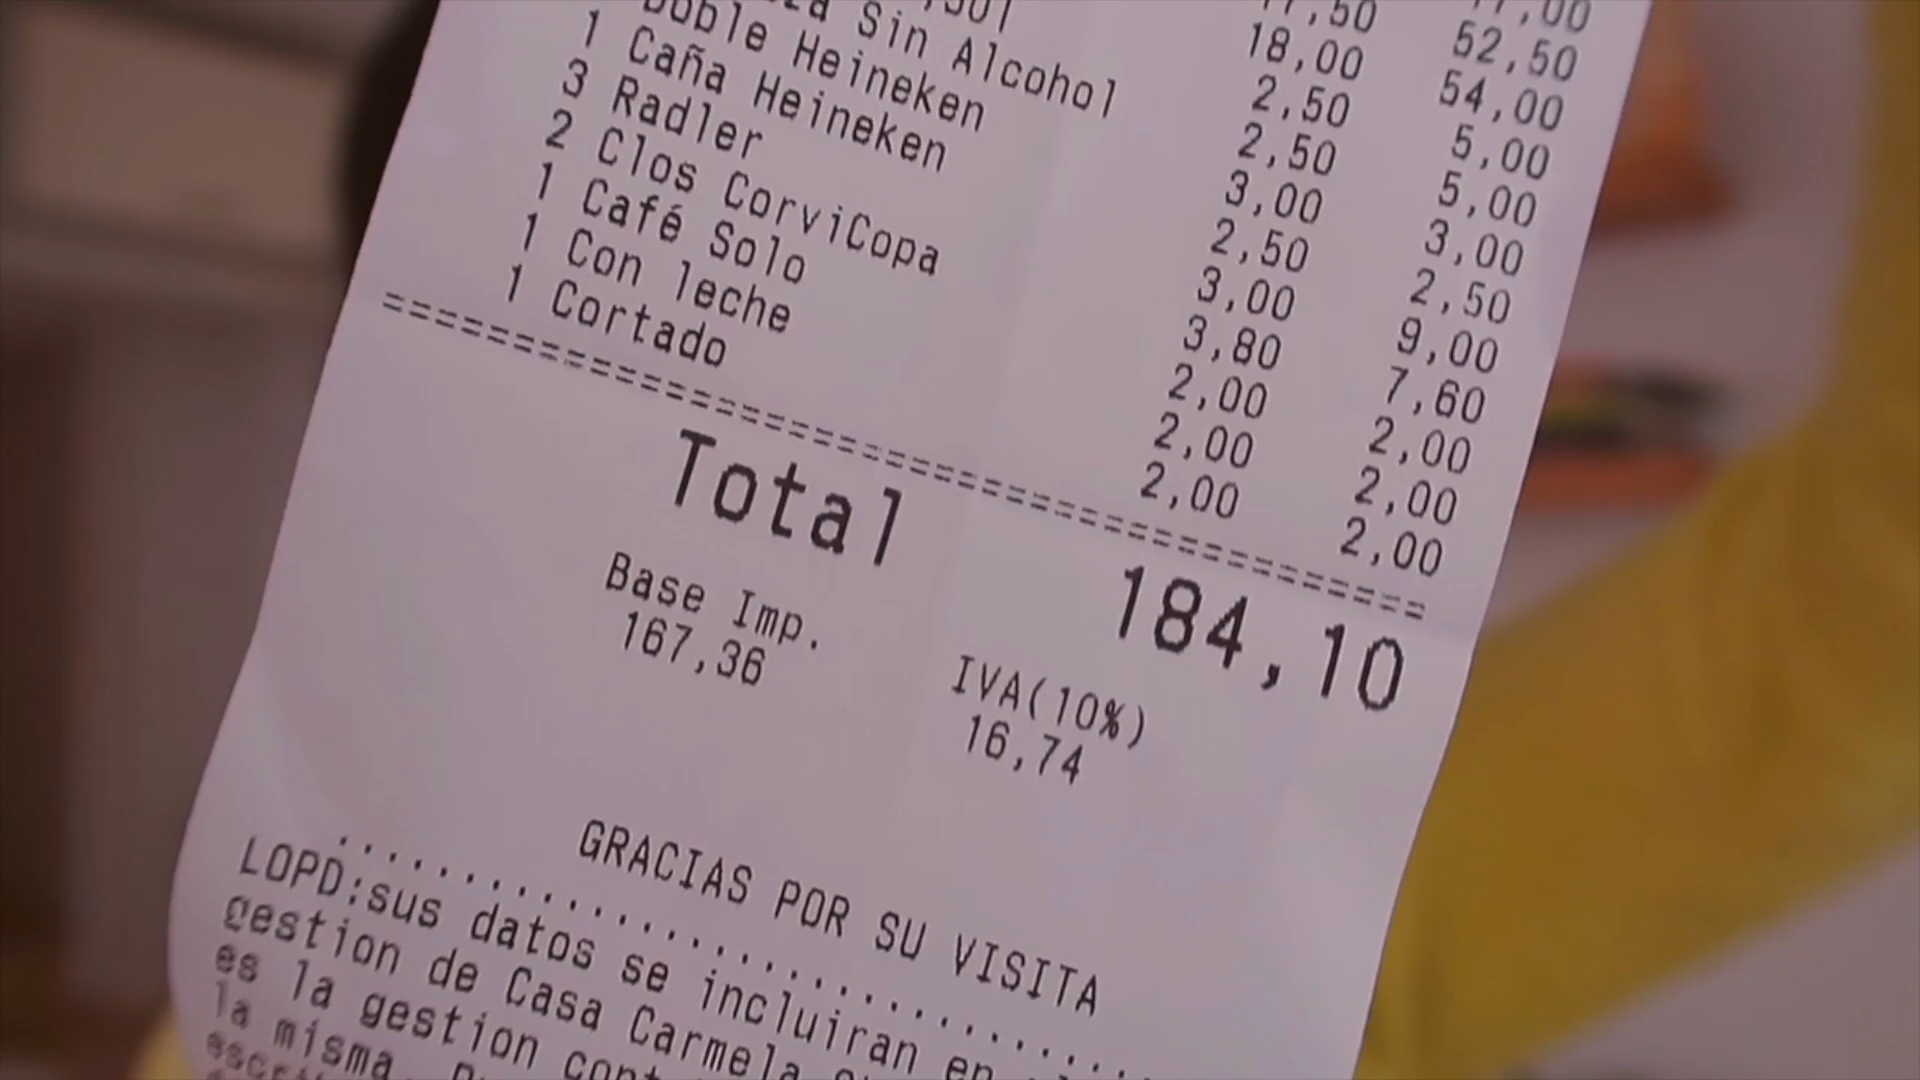 52,50
18,00 54,00
2,50 5,00
Sin Alcohol 2,50 5,00
Doble Heineken 3,00 3,00
1 Caña Heineken 2,50 2,50
3 Radler 3,00 9,00
2 Clos CorviCopa 3,80 7,60
1 Café Solo 2,00 2,00
1 Con leche 2,00 2,00
1 Cortado 2,00 2,00
Total 184,10
Base Imp. IVA(10%)
167,36 16,74
GRACIAS POR SU VISITA
LOPD:sus datos se incluiran en
gestion de Casa Carmela
es la gestion
la misma.